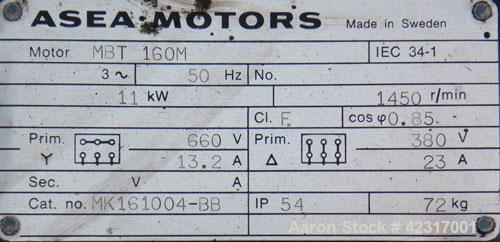 ASEA MOTORS Made in Sweden
Motor MBT 160M IEC 34-1
3 ~ 50 Hz No.
11 kW 1450 r/min
Cl. F cos φ 0.85
Prim. 660 V Prim. 380 V
Y 13.2 A Δ 23 A
Sec. V A
Cat. no. MK161004-BB IP 54 72 kg
Aaron Stock # 42317001